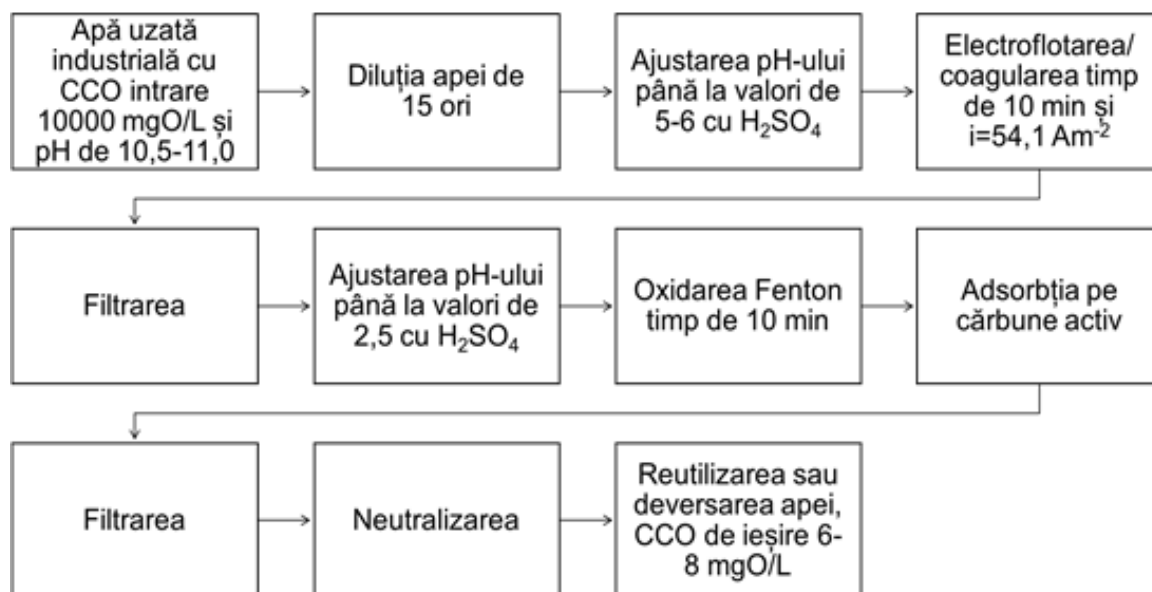 Apă uzată
industrială cu
CCO intrare
10000 mgO/L și
pH de 10,5-11,0
Diluția apei de
15 ori
Ajustarea pH-ului
până la valori de
5-6 cu H₂SO₄
Electroflotarea/
coagularea timp
de 10 min și
i=54,1 Am⁻²
Filtrarea
Ajustarea pH-ului
până la valori de
2,5 cu H₂SO₄
Oxidarea Fenton
timp de 10 min
Adsorbția pe
cărbune activ
Filtrarea
Neutralizarea
Reutilizarea sau
deversarea apei,
CCO de ieșire 6-
8 mgO/L